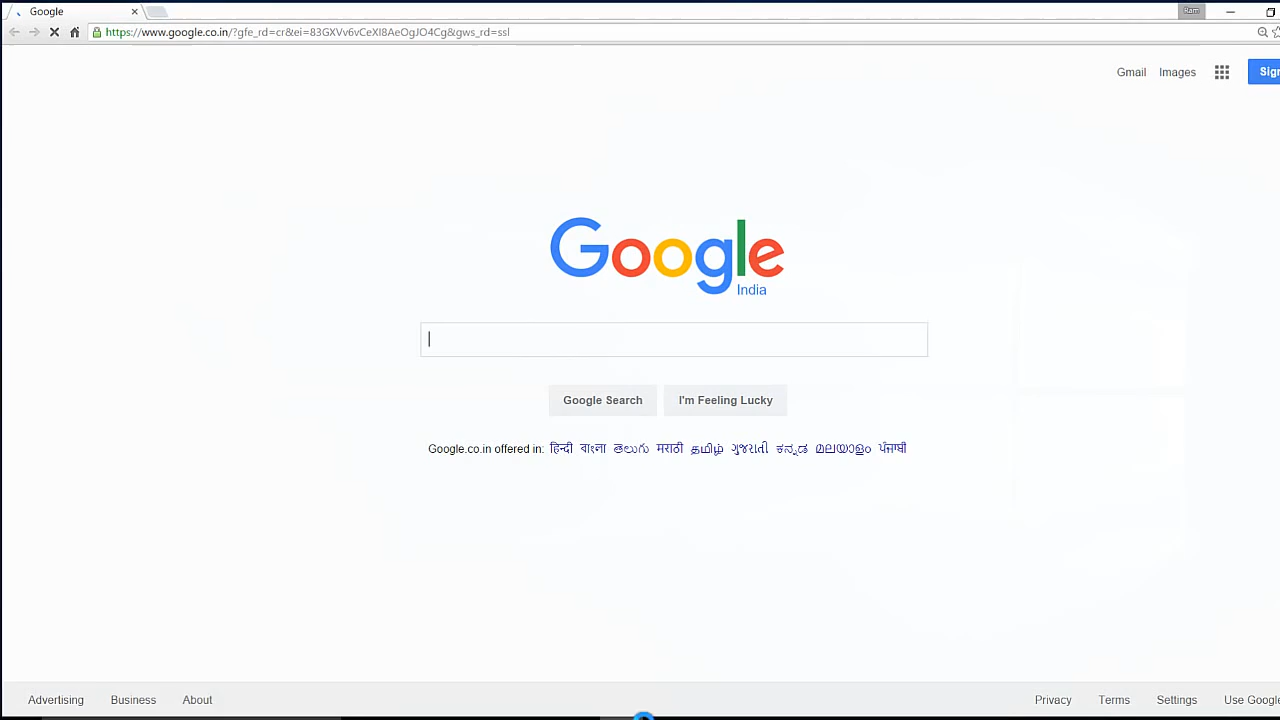 Google
Ram
https://www.google.co.in/?gfe_rd=cr&ei=83GXVv6vCeXI8AeOgJO4Cg&gws_rd=ssl
Gmail Images Sign
Google
India
Google Search I'm Feeling Lucky
Google.co.in offered in: हिन्दी বাংলা తెలుగు मराठी தமிழ் ગુજરાતી ಕನ್ನಡ മലയാളം ਪੰਜਾਬੀ
Advertising Business About Privacy Terms Settings Use Google